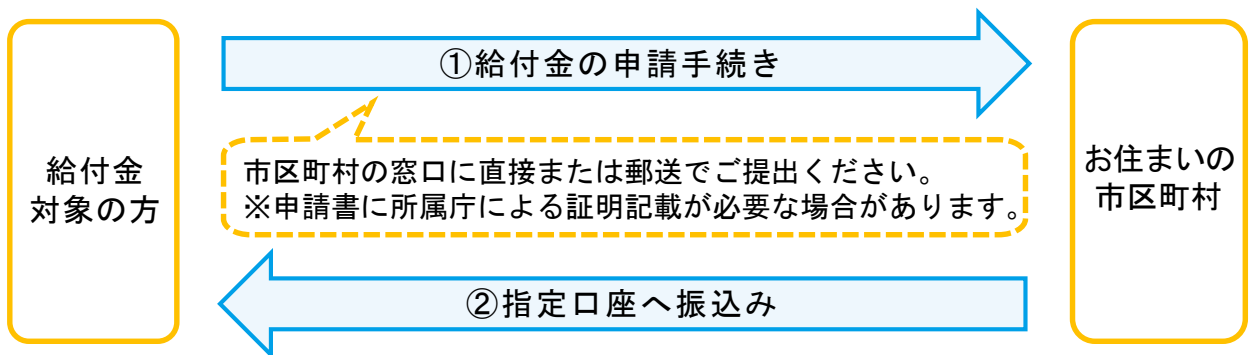 給付金
対象の方
①給付金の申請手続き
市区町村の窓口に直接または郵送でご提出ください。
※申請書に所属庁による証明記載が必要な場合があります。
②指定口座へ振込み
お住まいの
市区町村